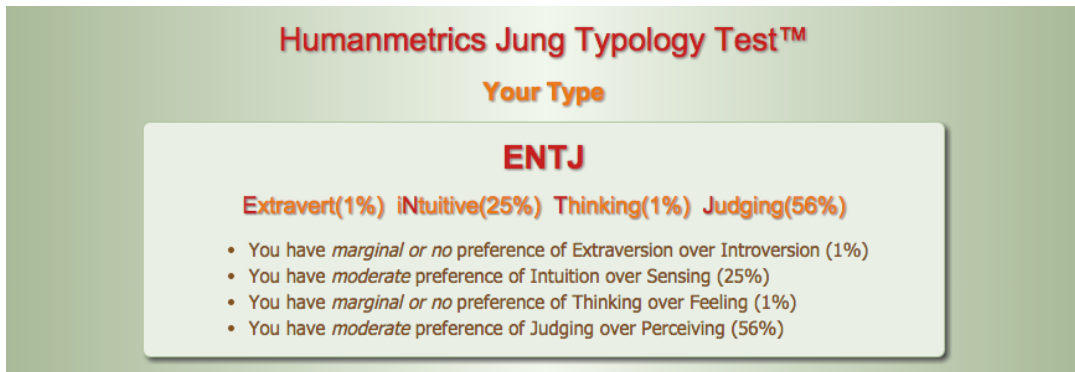 Humanmetrics Jung Typology Test™
Your Type
ENTJ
Extravert(1%) iNtuitive(25%) Thinking(1%) Judging(56%)
• You have marginal or no preference of Extraversion over Introversion (1%)
• You have moderate preference of Intuition over Sensing (25%)
• You have marginal or no preference of Thinking over Feeling (1%)
• You have moderate preference of Judging over Perceiving (56%)